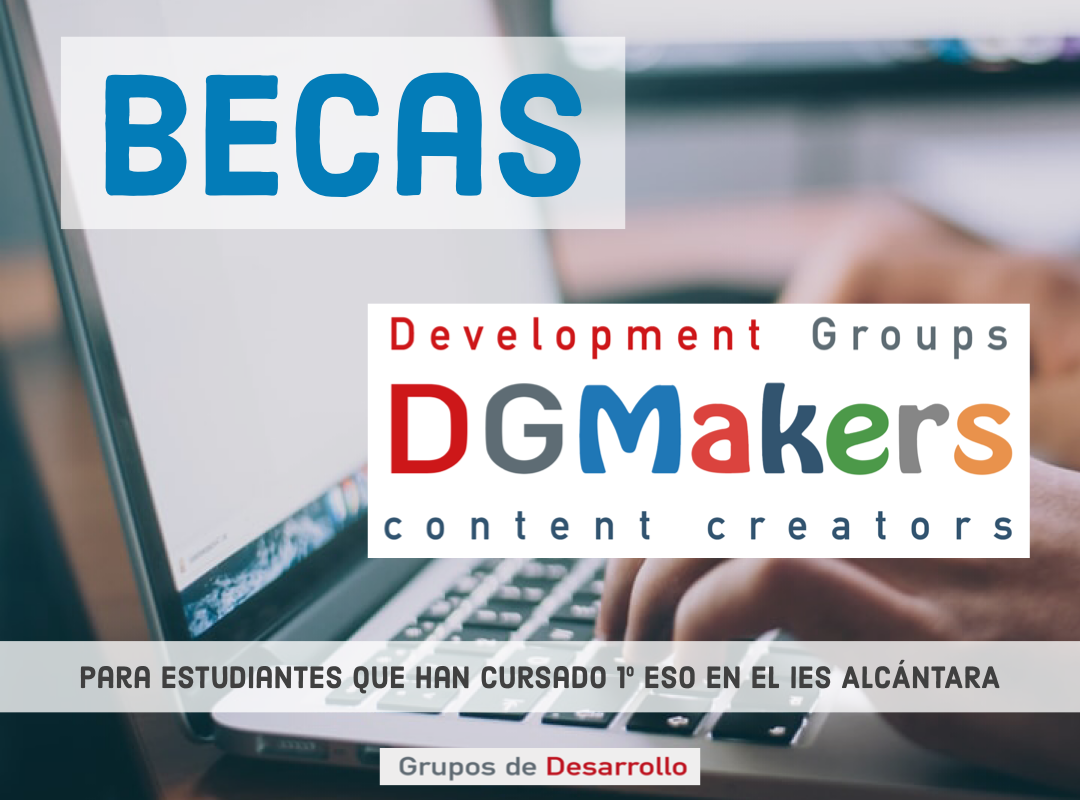 BECAS
Development Groups
DGMakers
content creators
PARA ESTUDIANTES QUE HAN CURSADO 1º ESO EN EL IES ALCÁNTARA
Grupos de Desarrollo